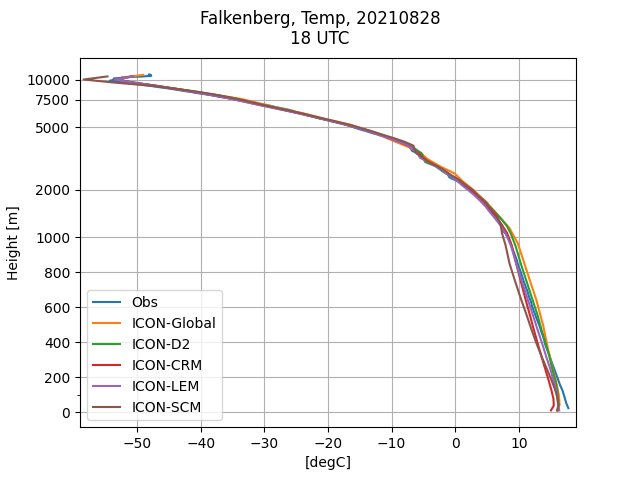 Falkenberg, Temp, 20210828
18 UTC
10000
7500
5000
2000
1000
800
600
400
200
0
Height [m]
Obs
ICON-Global
ICON-D2
ICON-CRM
ICON-LEM
ICON-SCM
−50 −40 −30 −20 −10 0 10
[degC]